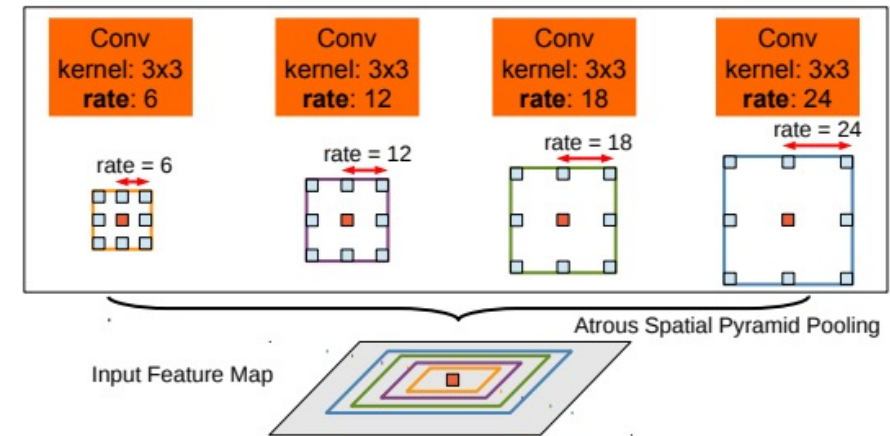 Conv
kernel: 3x3
rate: 6
Conv
kernel: 3x3
rate: 12
Conv
kernel: 3x3
rate: 18
Conv
kernel: 3x3
rate: 24
rate = 6
rate = 12
rate = 18
rate = 24
Atrous Spatial Pyramid Pooling
Input Feature Map